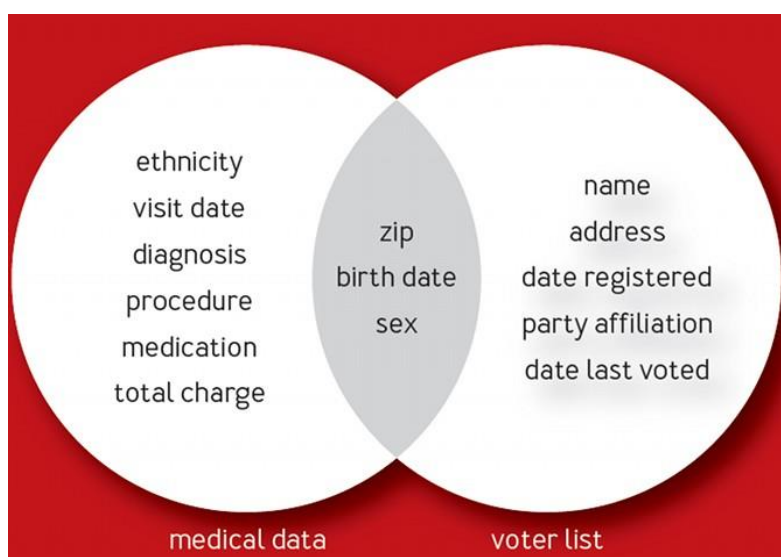 ethnicity
visit date
diagnosis
procedure
medication
total charge
zip
birth date
sex
name
address
date registered
party affiliation
date last voted
medical data
voter list